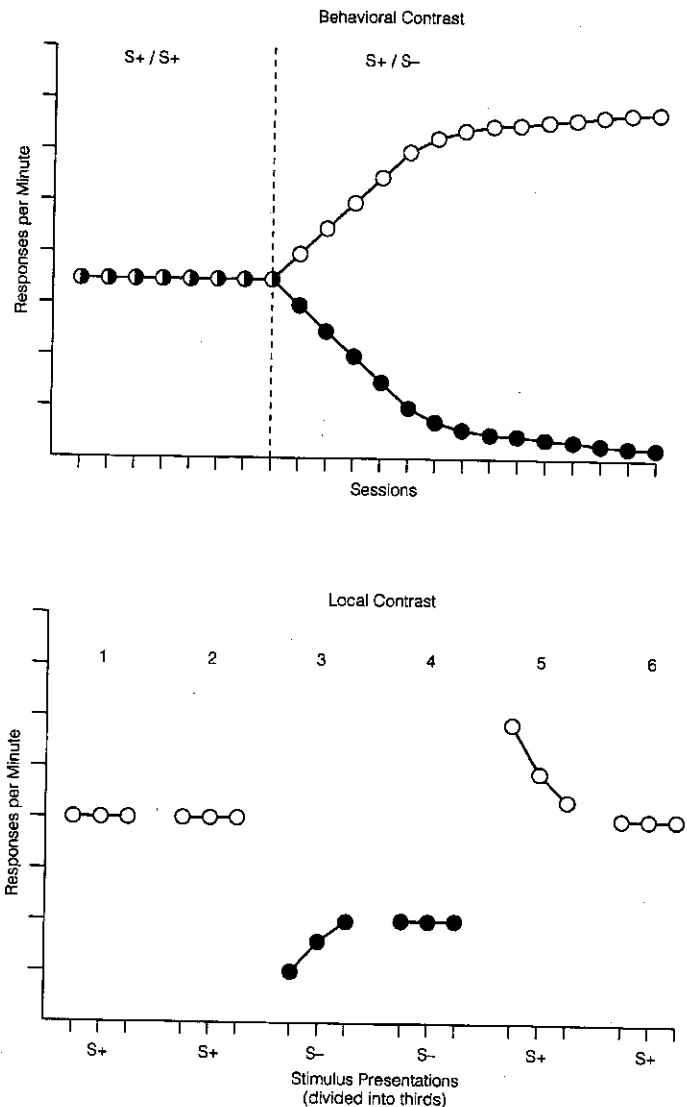 Behavioral Contrast
S+ / S+
S+ / S–
Responses per Minute
Sessions
Local Contrast
1 2 3 4 5 6
Responses per Minute
S+ S+ S– S– S+ S+
Stimulus Presentations
(divided into thirds)